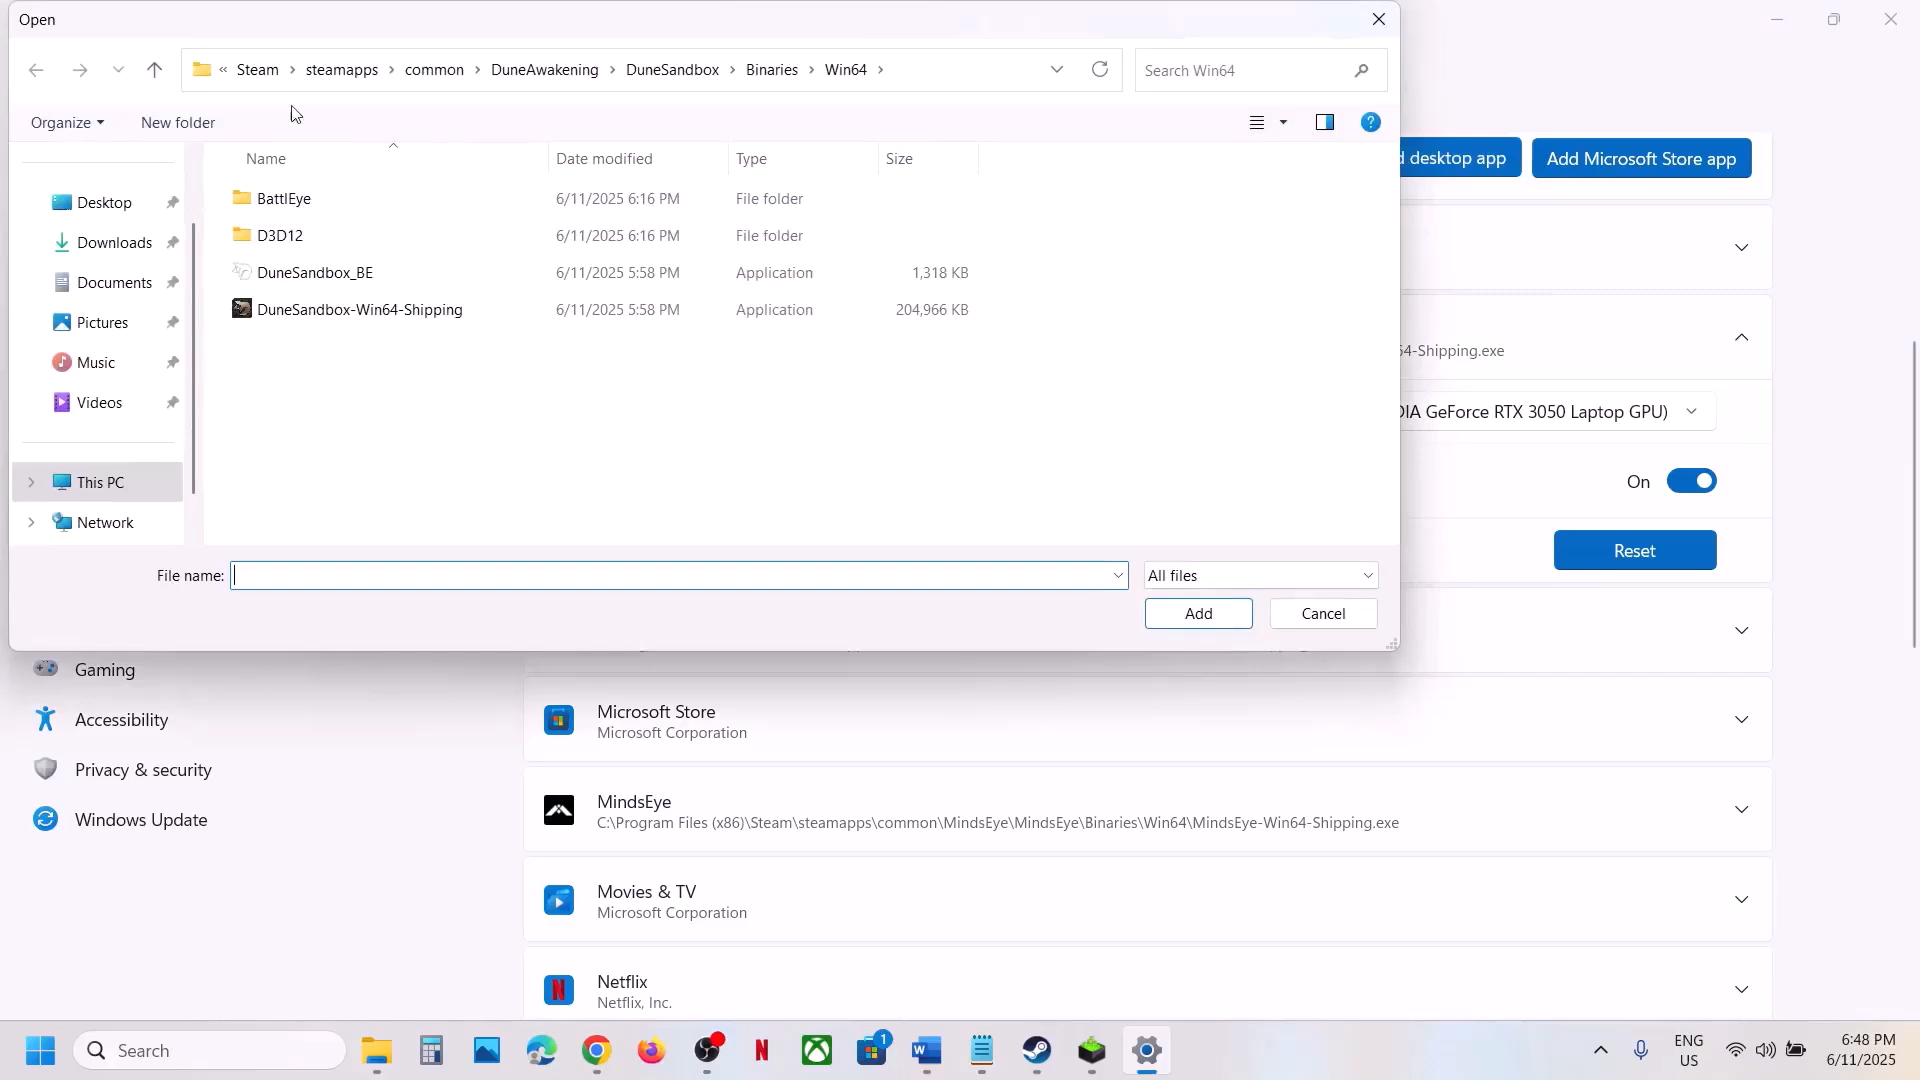 Open
« Steam › steamapps › common › DuneAwakening › DuneSandbox › Binaries › Win64 ›
Search Win64
Organize
New folder
Name
Date modified
Type
Size
BattlEye 6/11/2025 6:16 PM File folder
D3D12 6/11/2025 6:16 PM File folder
DuneSandbox_BE 6/11/2025 5:58 PM Application 1,318 KB
DuneSandbox-Win64-Shipping 6/11/2025 5:58 PM Application 204,966 KB
Desktop
Downloads
Documents
Pictures
Music
Videos
This PC
Network
File name:
All files
Add
Cancel
desktop app
Add Microsoft Store app
64-Shipping.exe
DIA GeForce RTX 3050 Laptop GPU)
On
Reset
Gaming
Accessibility
Privacy & security
Windows Update
Microsoft Store
Microsoft Corporation
MindsEye
C:\Program Files (x86)\Steam\steamapps\common\MindsEye\MindsEye\Binaries\Win64\MindsEye-Win64-Shipping.exe
Movies & TV
Microsoft Corporation
Netflix
Netflix, Inc.
Search
1
ENG
US
6:48 PM
6/11/2025